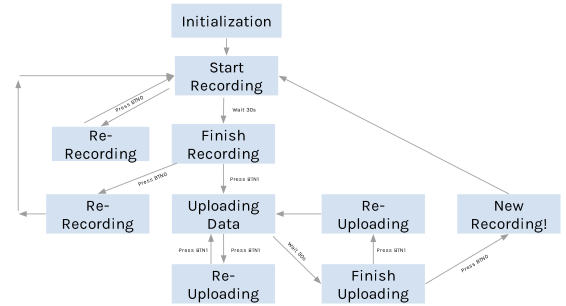 Initialization
Start
Recording
Press BTN0
Wait 30s
Re-
Recording
Finish
Recording
Press BTN0
Press BTN1
Re-
Recording
Uploading
Data
Re-
Uploading
New
Recording!
Press BTN1
Press BTN1
Wait 50s
Press BTN1
Press BTN0
Re-
Uploading
Finish
Uploading